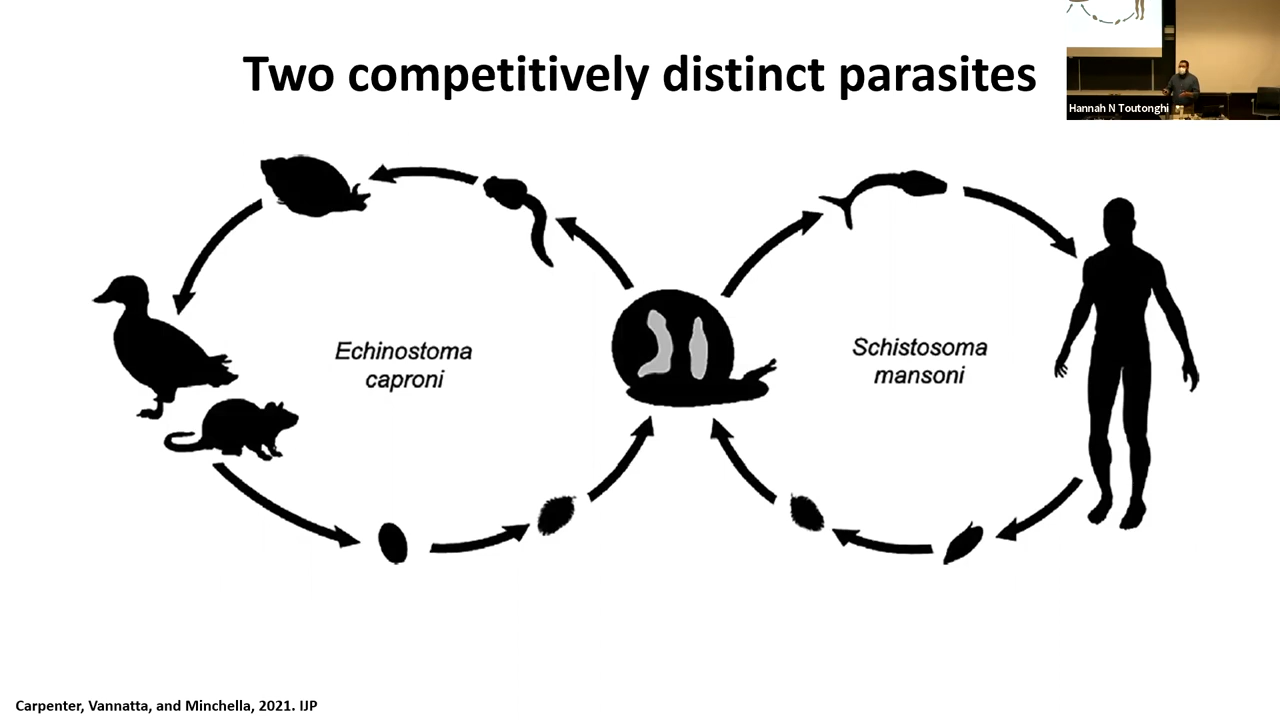 Two competitively distinct parasites
Hannah N Toutonghi
Echinostoma
caproni
Schistosoma
mansoni
Carpenter, Vannatta, and Minchella, 2021. IJP